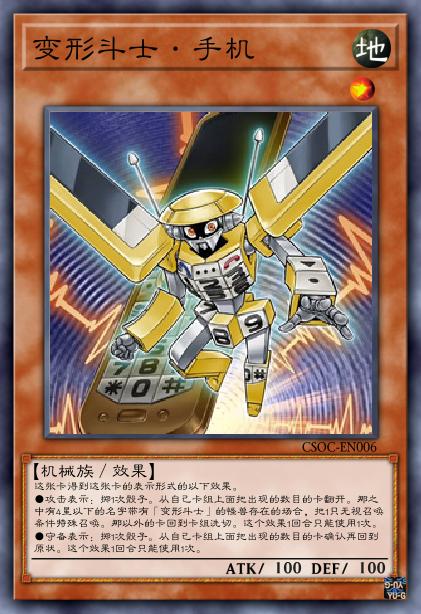 变形斗士·手机
地
8
7 8
* 0 #
8 9
0 #
CSOC-EN006
【机械族／效果】
这张卡得到这张卡的表示形式的以下效果。
●攻击表示：掷1次骰子。从自己卡组上面把出现的数目的卡翻开。那之
中有4星以下的名字带有「变形斗士」的怪兽存在的场合，把1只无视召唤
条件特殊召唤。那以外的卡回到卡组洗切。这个效果1回合只能使用1次。
●守备表示：掷1次骰子。从自己卡组上面把出现的数目的卡确认再回到
原状。这个效果1回合只能使用1次。
ATK/ 100 DEF/ 100